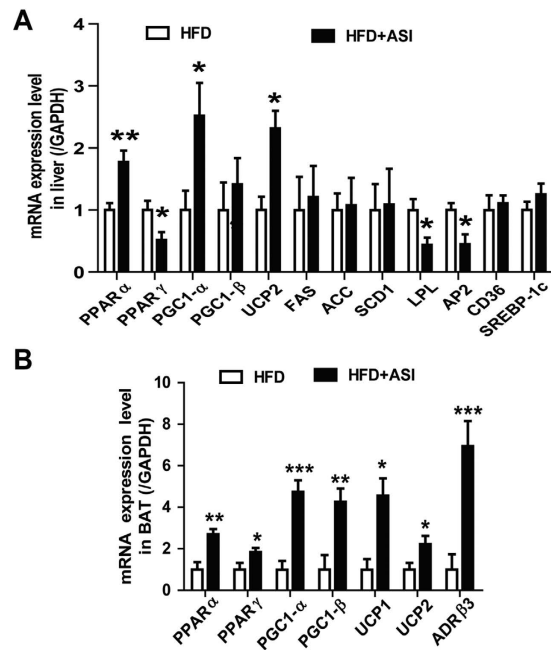 A
HFD
HFD+ASI
mRNA expression level
in liver (/GAPDH)
4
3
2
1
0
**
*
*
*
*
*
PPARα
PPARγ
PGC1-α
PGC1-β
UCP2
FAS
ACC
SCD1
LPL
AP2
CD36
SREBP-1c
B
HFD
HFD+ASI
mRNA expression level
in BAT (/GAPDH)
10
8
6
4
2
0
**
*
***
**
*
*
***
PPARα
PPARγ
PGC1-α
PGC1-β
UCP1
UCP2
ADRβ3